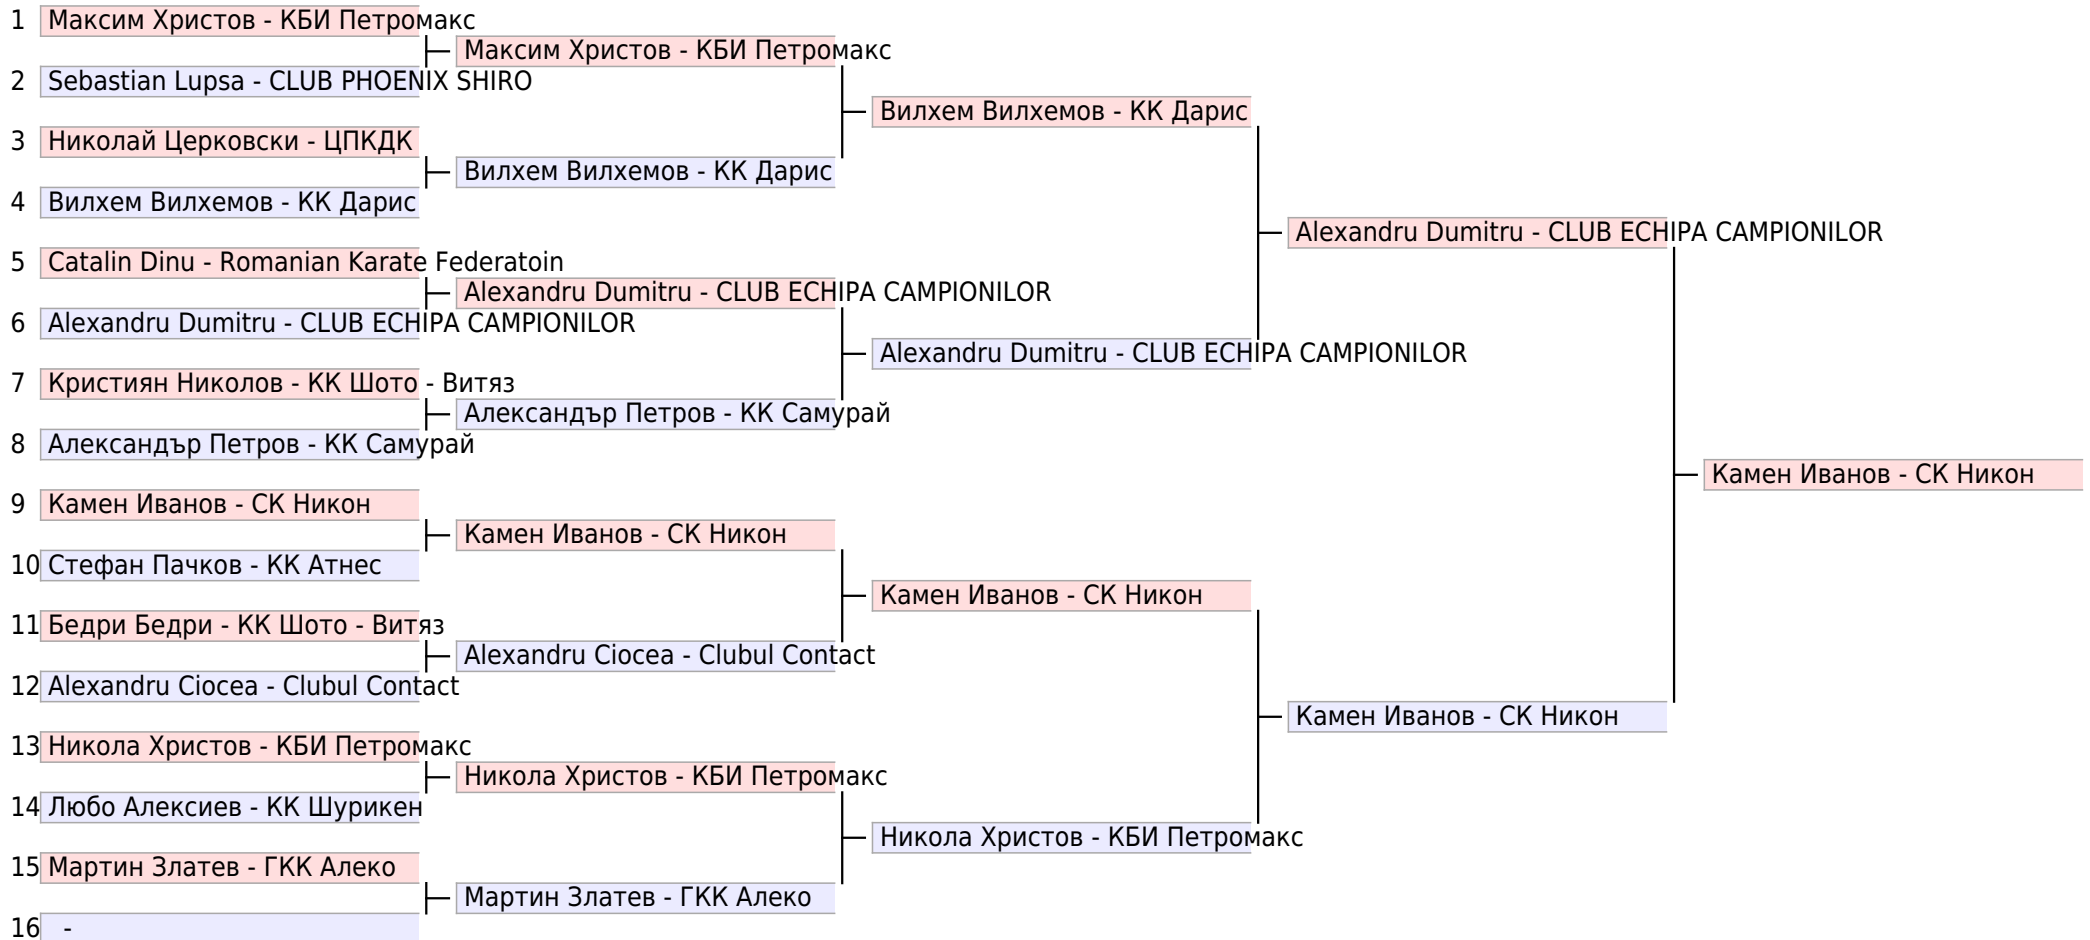 1 Максим Христов - КБИ Петромакс
Максим Христов - КБИ Петромакс
2 Sebastian Lupsa - CLUB PHOENIX SHIRO
Вилхем Вилхемов - КК Дарис
3 Николай Церковски - ЦПКДК
Вилхем Вилхемов - КК Дарис
4 Вилхем Вилхемов - КК Дарис
Alexandru Dumitru - CLUB ECHIPA CAMPIONILOR
5 Catalin Dinu - Romanian Karate Federatoin
Alexandru Dumitru - CLUB ECHIPA CAMPIONILOR
6 Alexandru Dumitru - CLUB ECHIPA CAMPIONILOR
Alexandru Dumitru - CLUB ECHIPA CAMPIONILOR
7 Кристиян Николов - КК Шото - Витяз
Александър Петров - КК Самурай
8 Александър Петров - КК Самурай
Камен Иванов - СК Никон
9 Камен Иванов - СК Никон
Камен Иванов - СК Никон
10 Стефан Пачков - КК Атнес
Камен Иванов - СК Никон
11 Бедри Бедри - КК Шото - Витяз
Alexandru Ciocea - Clubul Contact
12 Alexandru Ciocea - Clubul Contact
Камен Иванов - СК Никон
13 Никола Христов - КБИ Петромакс
Никола Христов - КБИ Петромакс
14 Любо Алексиев - КК Шурикен
Никола Христов - КБИ Петромакс
15 Мартин Златев - ГКК Алеко
Мартин Златев - ГКК Алеко
16 -